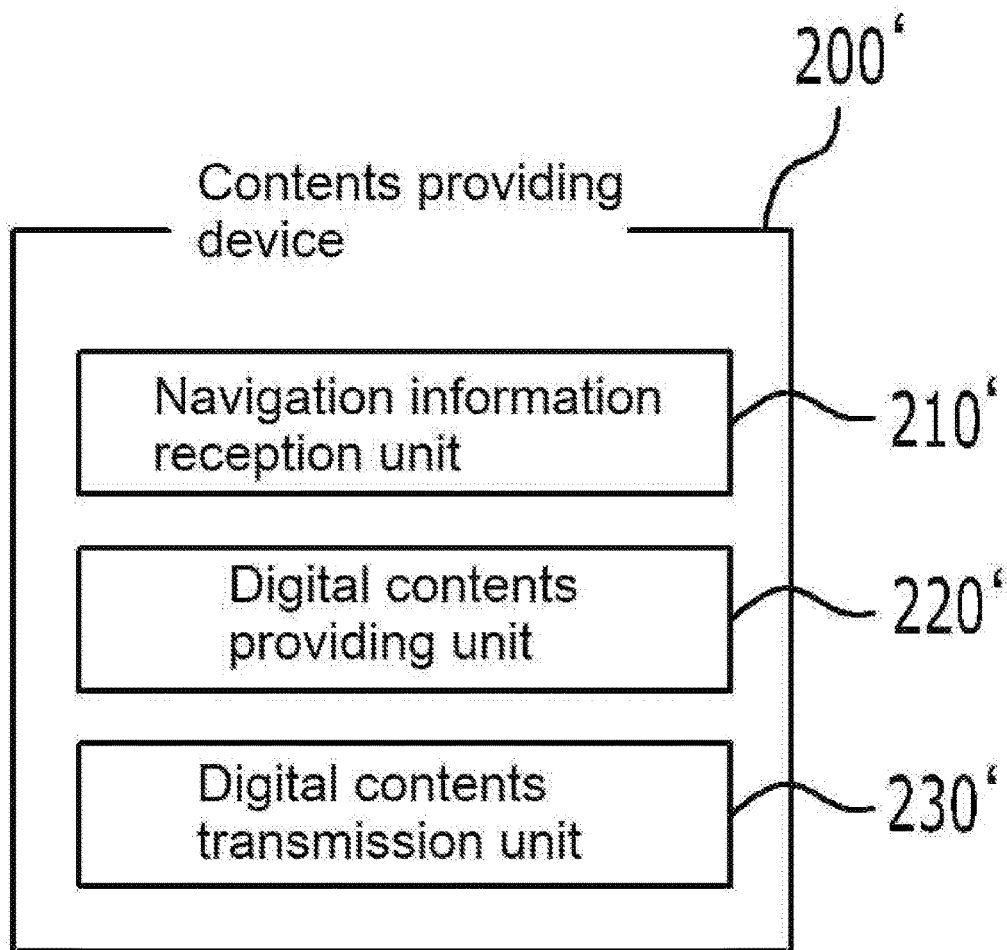 200‘
Contents providing
device
Navigation information
reception unit
210‘
Digital contents
providing unit
220‘
Digital contents
transmission unit
230‘